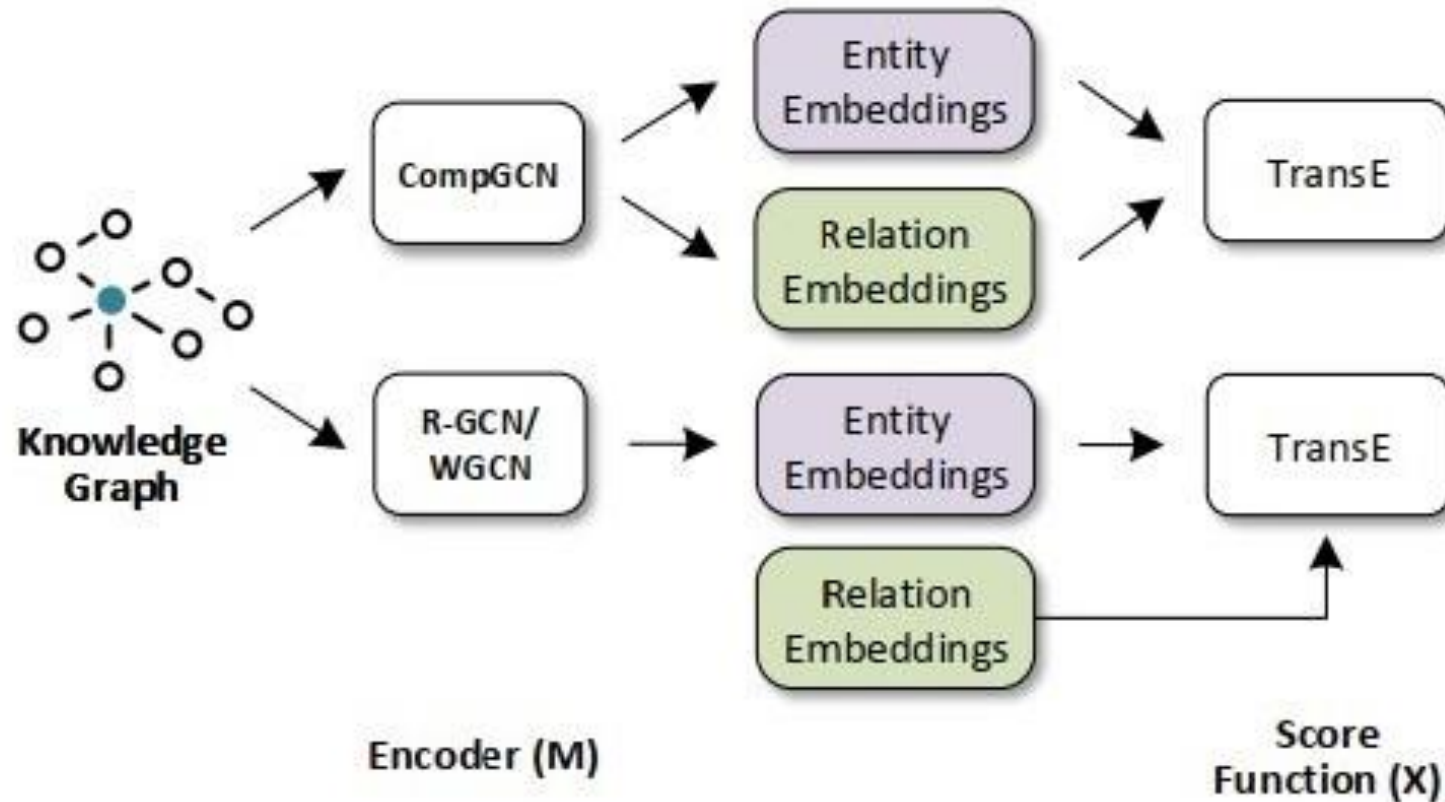 Entity
Embeddings
CompGCN
TransE
Relation
Embeddings
Knowledge
Graph
R-GCN/
WGCN
Entity
Embeddings
TransE
Relation
Embeddings
Encoder (M)
Score
Function (X)